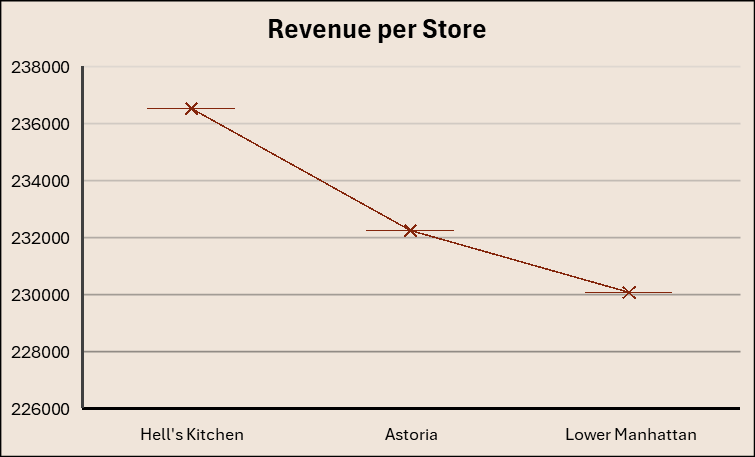 Revenue per Store
238000
236000
234000
232000
230000
228000
226000
Hell's Kitchen
Astoria
Lower Manhattan